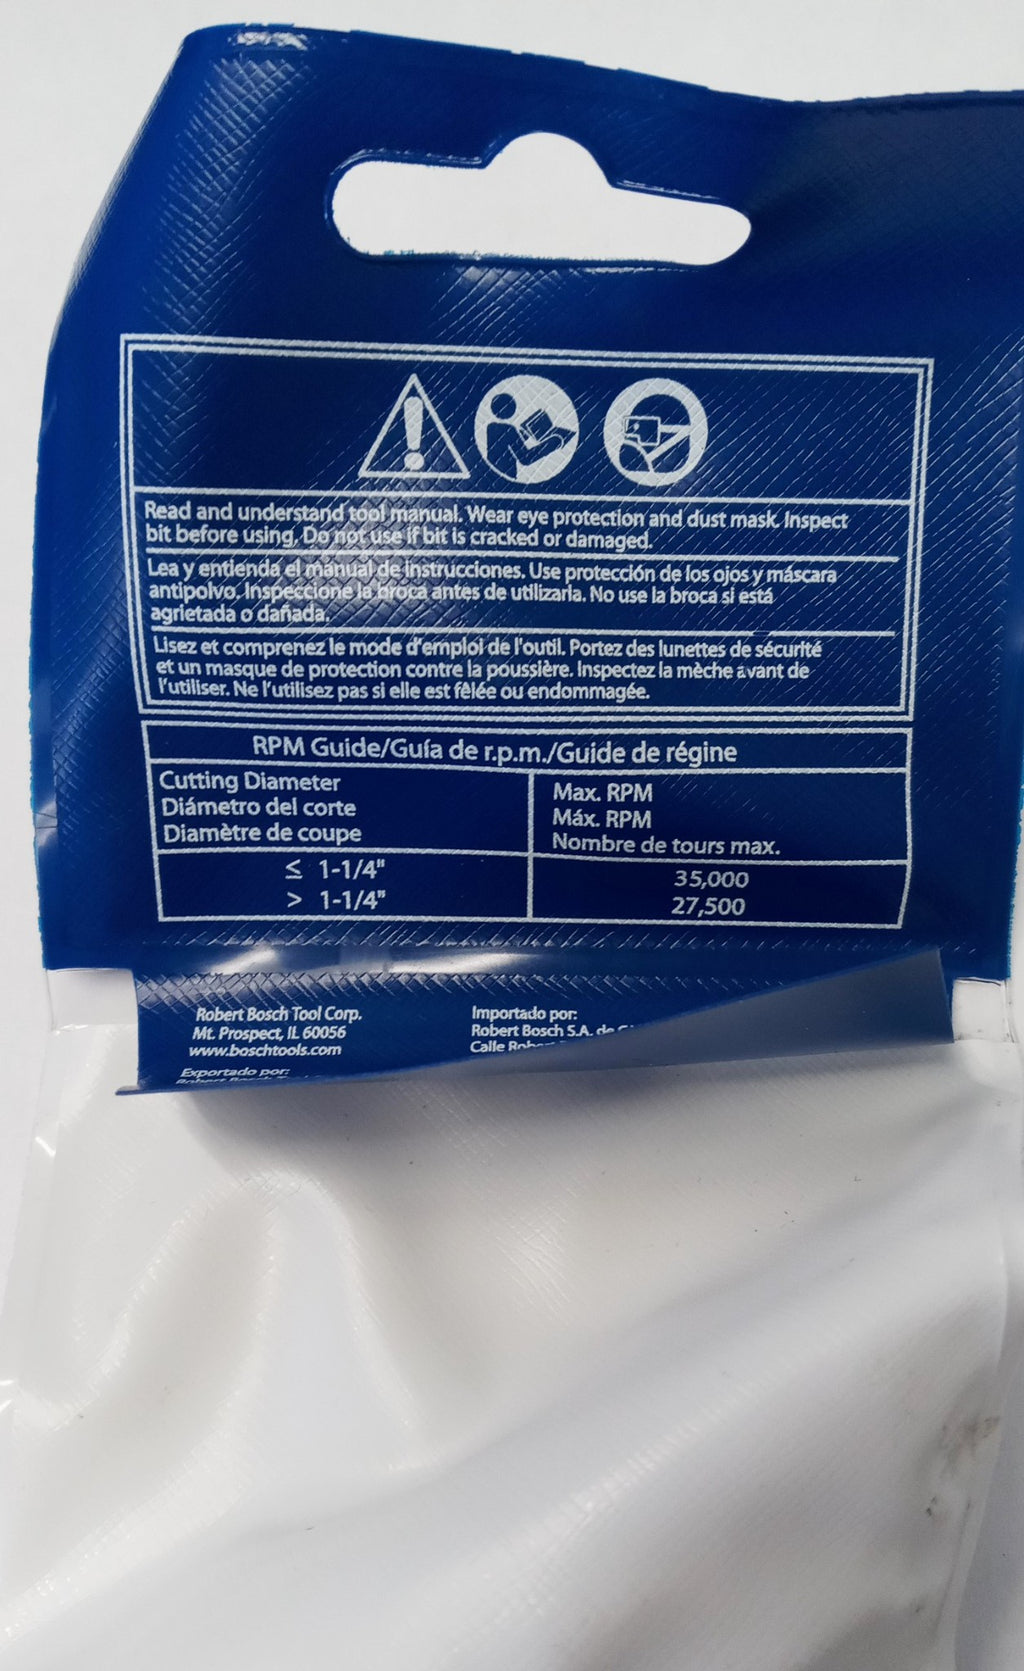 Read and understand tool manual. Wear eye protection and dust mask. Inspect
bit before using, Do not use if bit is cracked or damaged.
Lea y entienda el manual de instrucciones. Use protección de los ojos y máscara
antipolvo. Inspeccione la broca antes de utilizarla. No use la broca si está
agrietada o dañada.
Lisez et comprenez le mode d'emploi de l'outil. Portez des lunettes de sécurité
et un masque de protection contre la poussière. Inspectez la mèche avant de
l'utiliser. Ne l'utilisez pas si elle est fêlée ou endommagée.
RPM Guide/Guía de r.p.m./Guide de régine
Cutting Diameter
Diámetro del corte
Diamètre de coupe
Max. RPM
Máx. RPM
Nombre de tours max.
≤ 1-1/4" 35,000
> 1-1/4" 27,500
Robert Bosch Tool Corp.
Mt. Prospect, IL 60056
www.boschtools.com
Exportado por:
Importado por:
Robert Bosch S.A. de
Calle